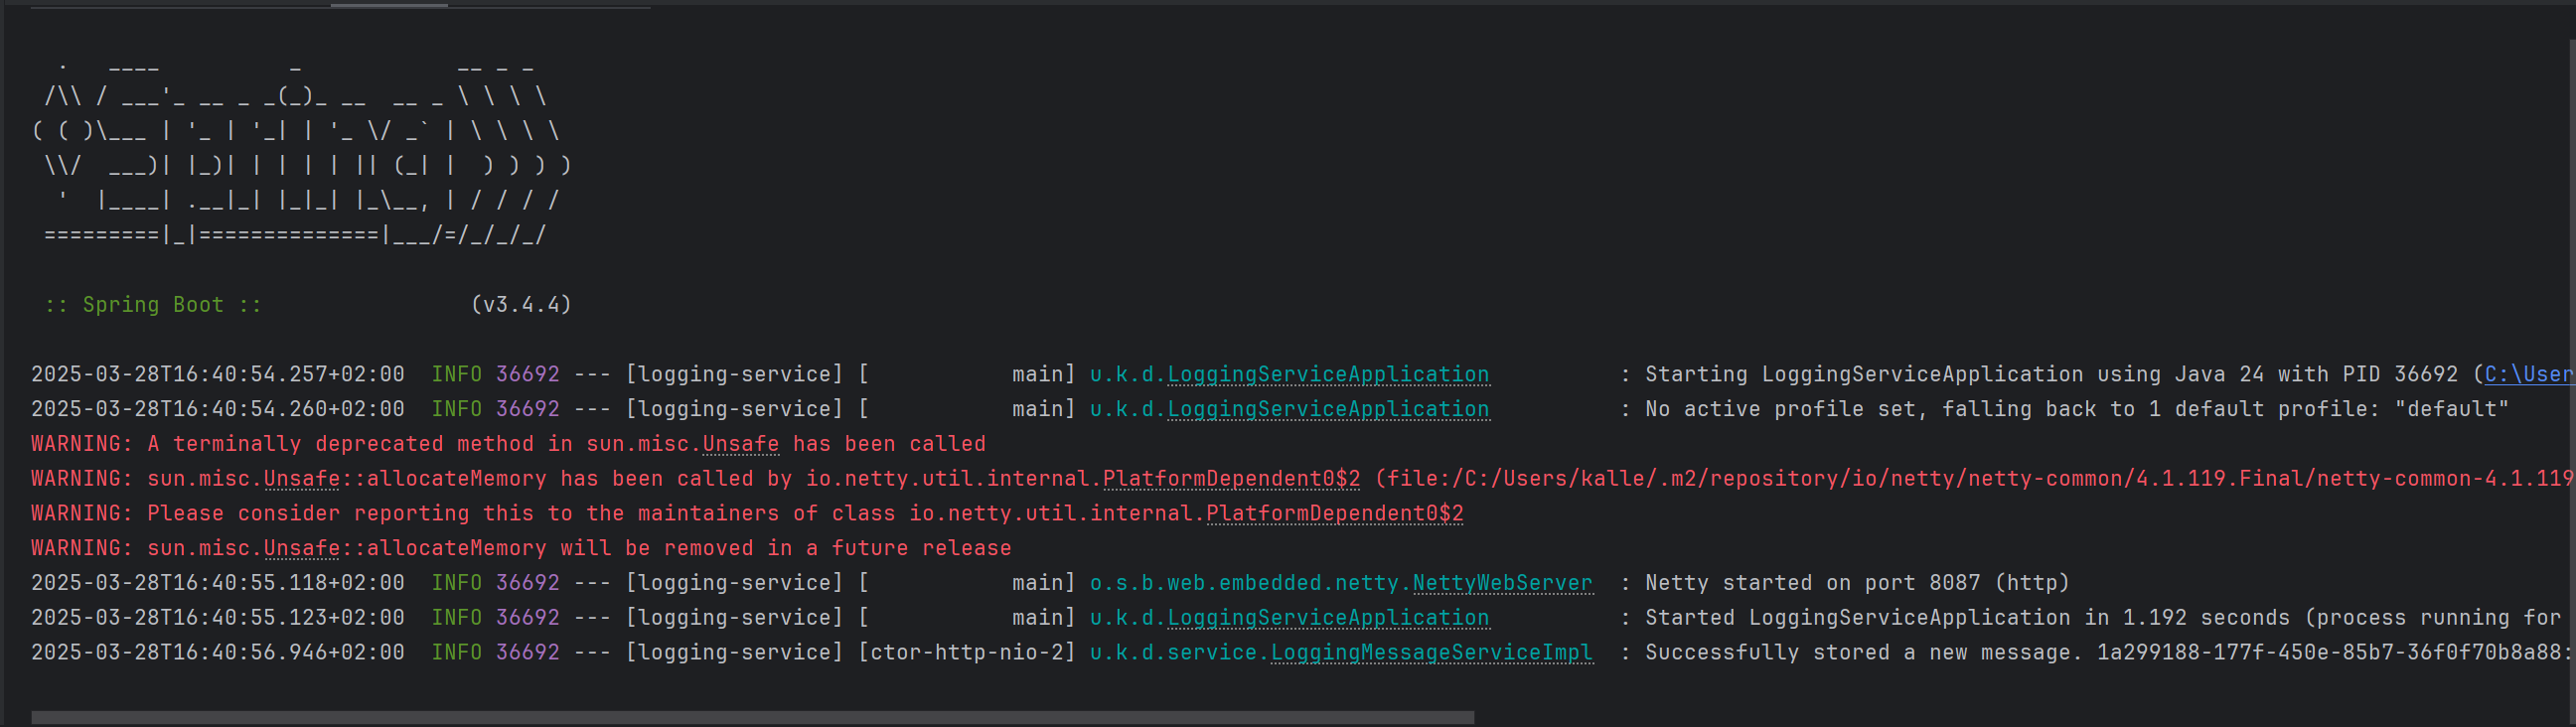 .   ____          _            __ _ _
 /\\ / ___'_ __ _ _(_)_ __  __ _ \ \ \ \
( ( )\___ | '_ | '_| | '_ \/ _` | \ \ \ \
 \\/  ___)| |_)| | | | | || (_| |  ) ) ) )
  '  |____| .__|_| |_|_| |_\__, | / / / /
 =========|_|==============|___/=/_/_/_/
 :: Spring Boot ::                (v3.4.4)
2025-03-28T16:40:54.257+02:00  INFO 36692 --- [logging-service] [           main] u.k.d.LoggingServiceApplication          : Starting LoggingServiceApplication using Java 24 with PID 36692 (C:\User
2025-03-28T16:40:54.260+02:00  INFO 36692 --- [logging-service] [           main] u.k.d.LoggingServiceApplication          : No active profile set, falling back to 1 default profile: "default"
WARNING: A terminally deprecated method in sun.misc.Unsafe has been called
WARNING: sun.misc.Unsafe::allocateMemory has been called by io.netty.util.internal.PlatformDependent0$2 (file:/C:/Users/kalle/.m2/repository/io/netty/netty-common/4.1.119.Final/netty-common-4.1.119
WARNING: Please consider reporting this to the maintainers of class io.netty.util.internal.PlatformDependent0$2
WARNING: sun.misc.Unsafe::allocateMemory will be removed in a future release
2025-03-28T16:40:55.118+02:00  INFO 36692 --- [logging-service] [           main] o.s.b.web.embedded.netty.NettyWebServer  : Netty started on port 8087 (http)
2025-03-28T16:40:55.123+02:00  INFO 36692 --- [logging-service] [           main] u.k.d.LoggingServiceApplication          : Started LoggingServiceApplication in 1.192 seconds (process running for
2025-03-28T16:40:56.946+02:00  INFO 36692 --- [logging-service] [ctor-http-nio-2] u.k.d.service.LoggingMessageServiceImpl  : Successfully stored a new message. 1a299188-177f-450e-85b7-36f0f70b8a88: